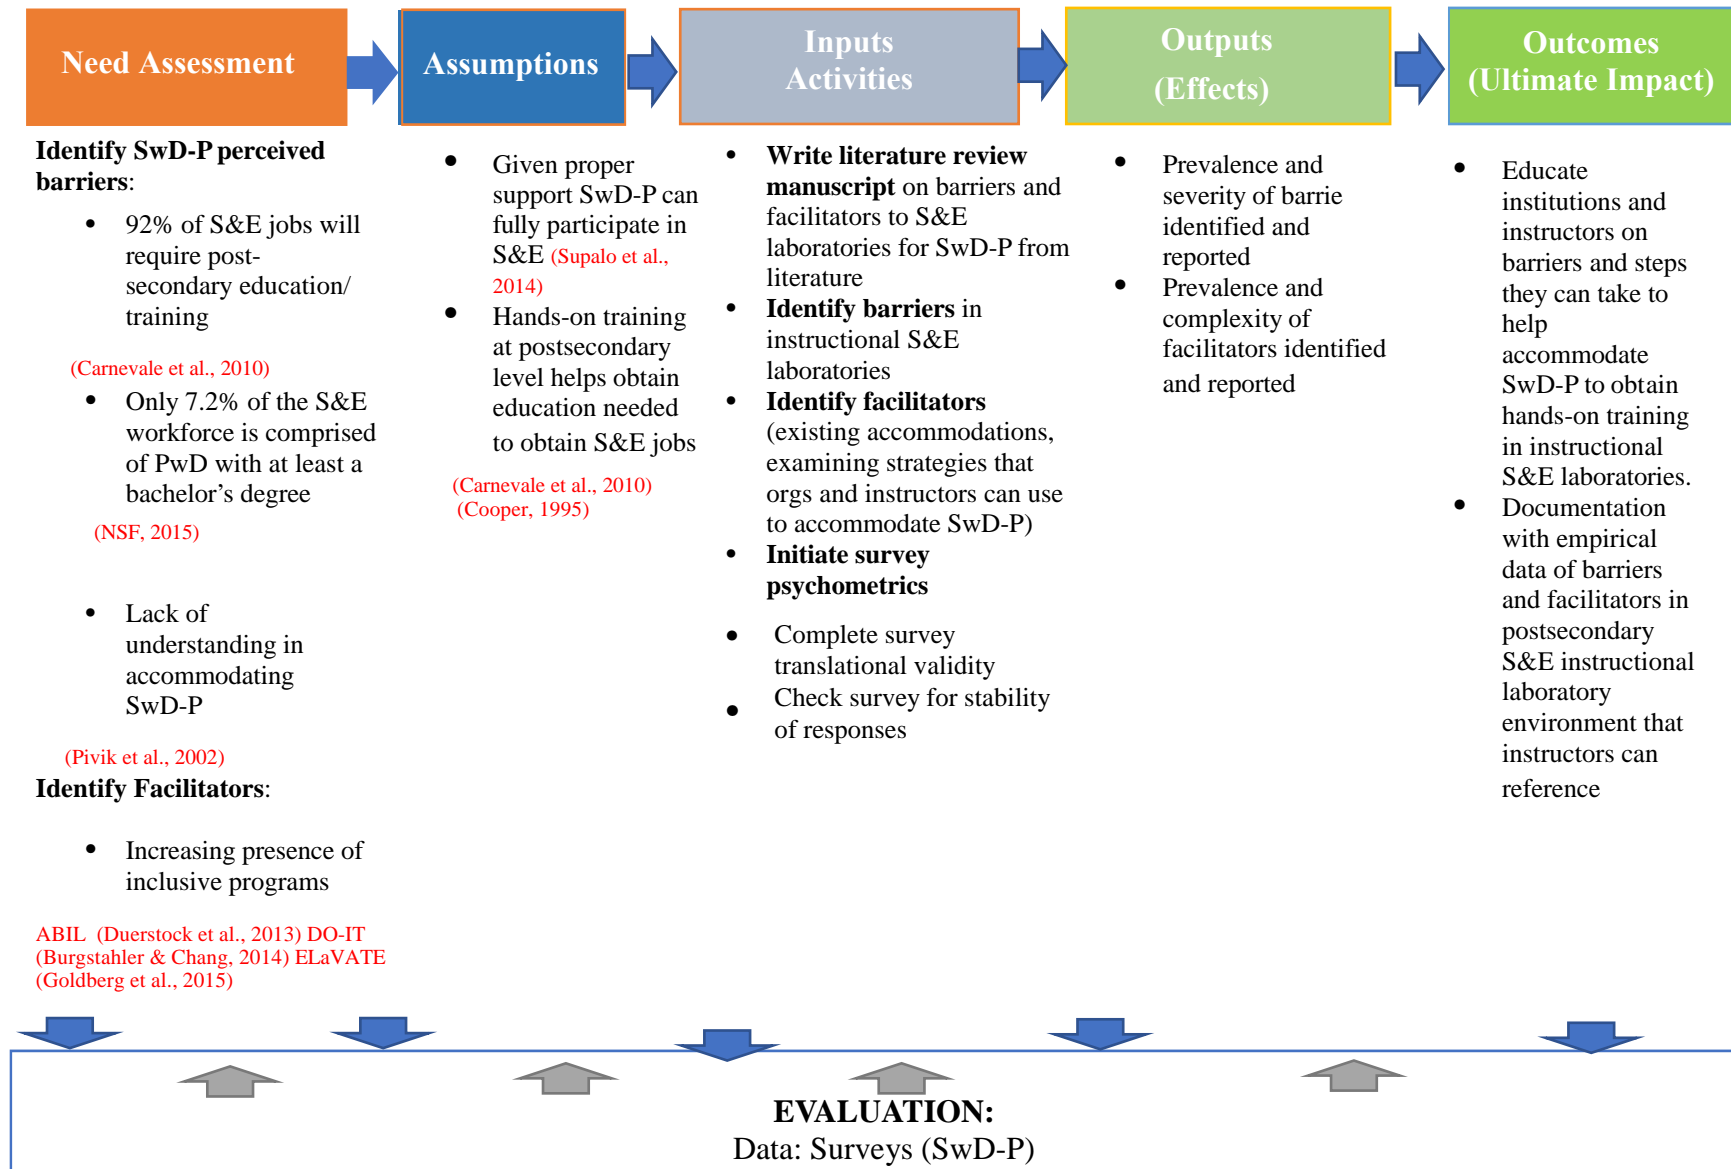 Need Assessment
Assumptions
Inputs
Activities
Outputs
(Effects)
Outcomes
(Ultimate Impact)
Identify SwD-P perceived
barriers:
• 92% of S&E jobs will
require post-
secondary education/
training
(Carnevale et al., 2010)
• Only 7.2% of the S&E
workforce is comprised
of PwD with at least a
bachelor’s degree
(NSF, 2015)
• Lack of
understanding in
accommodating
SwD-P
(Pivik et al., 2002)
Identify Facilitators:
• Increasing presence of
inclusive programs
ABIL (Duerstock et al., 2013) DO-IT
(Burgstahler & Chang, 2014) ELaVATE
(Goldberg et al., 2015)
• Given proper
support SwD-P can
fully participate in
S&E (Supalo et al.,
2014)
• Hands-on training
at postsecondary
level helps obtain
education needed
to obtain S&E jobs
(Carnevale et al., 2010)
(Cooper, 1995)
• Write literature review
manuscript on barriers and
facilitators to S&E
laboratories for SwD-P from
literature
• Identify barriers in
instructional S&E
laboratories
• Identify facilitators
(existing accommodations,
examining strategies that
orgs and instructors can use
to accommodate SwD-P)
• Initiate survey
psychometrics
• Complete survey
translational validity
• Check survey for stability
of responses
• Prevalence and
severity of barrie
identified and
reported
• Prevalence and
complexity of
facilitators identified
and reported
• Educate
institutions and
instructors on
barriers and steps
they can take to
help
accommodate
SwD-P to obtain
hands-on training
in instructional
S&E laboratories.
• Documentation
with empirical
data of barriers
and facilitators in
postsecondary
S&E instructional
laboratory
environment that
instructors can
reference
EVALUATION:
Data: Surveys (SwD-P)